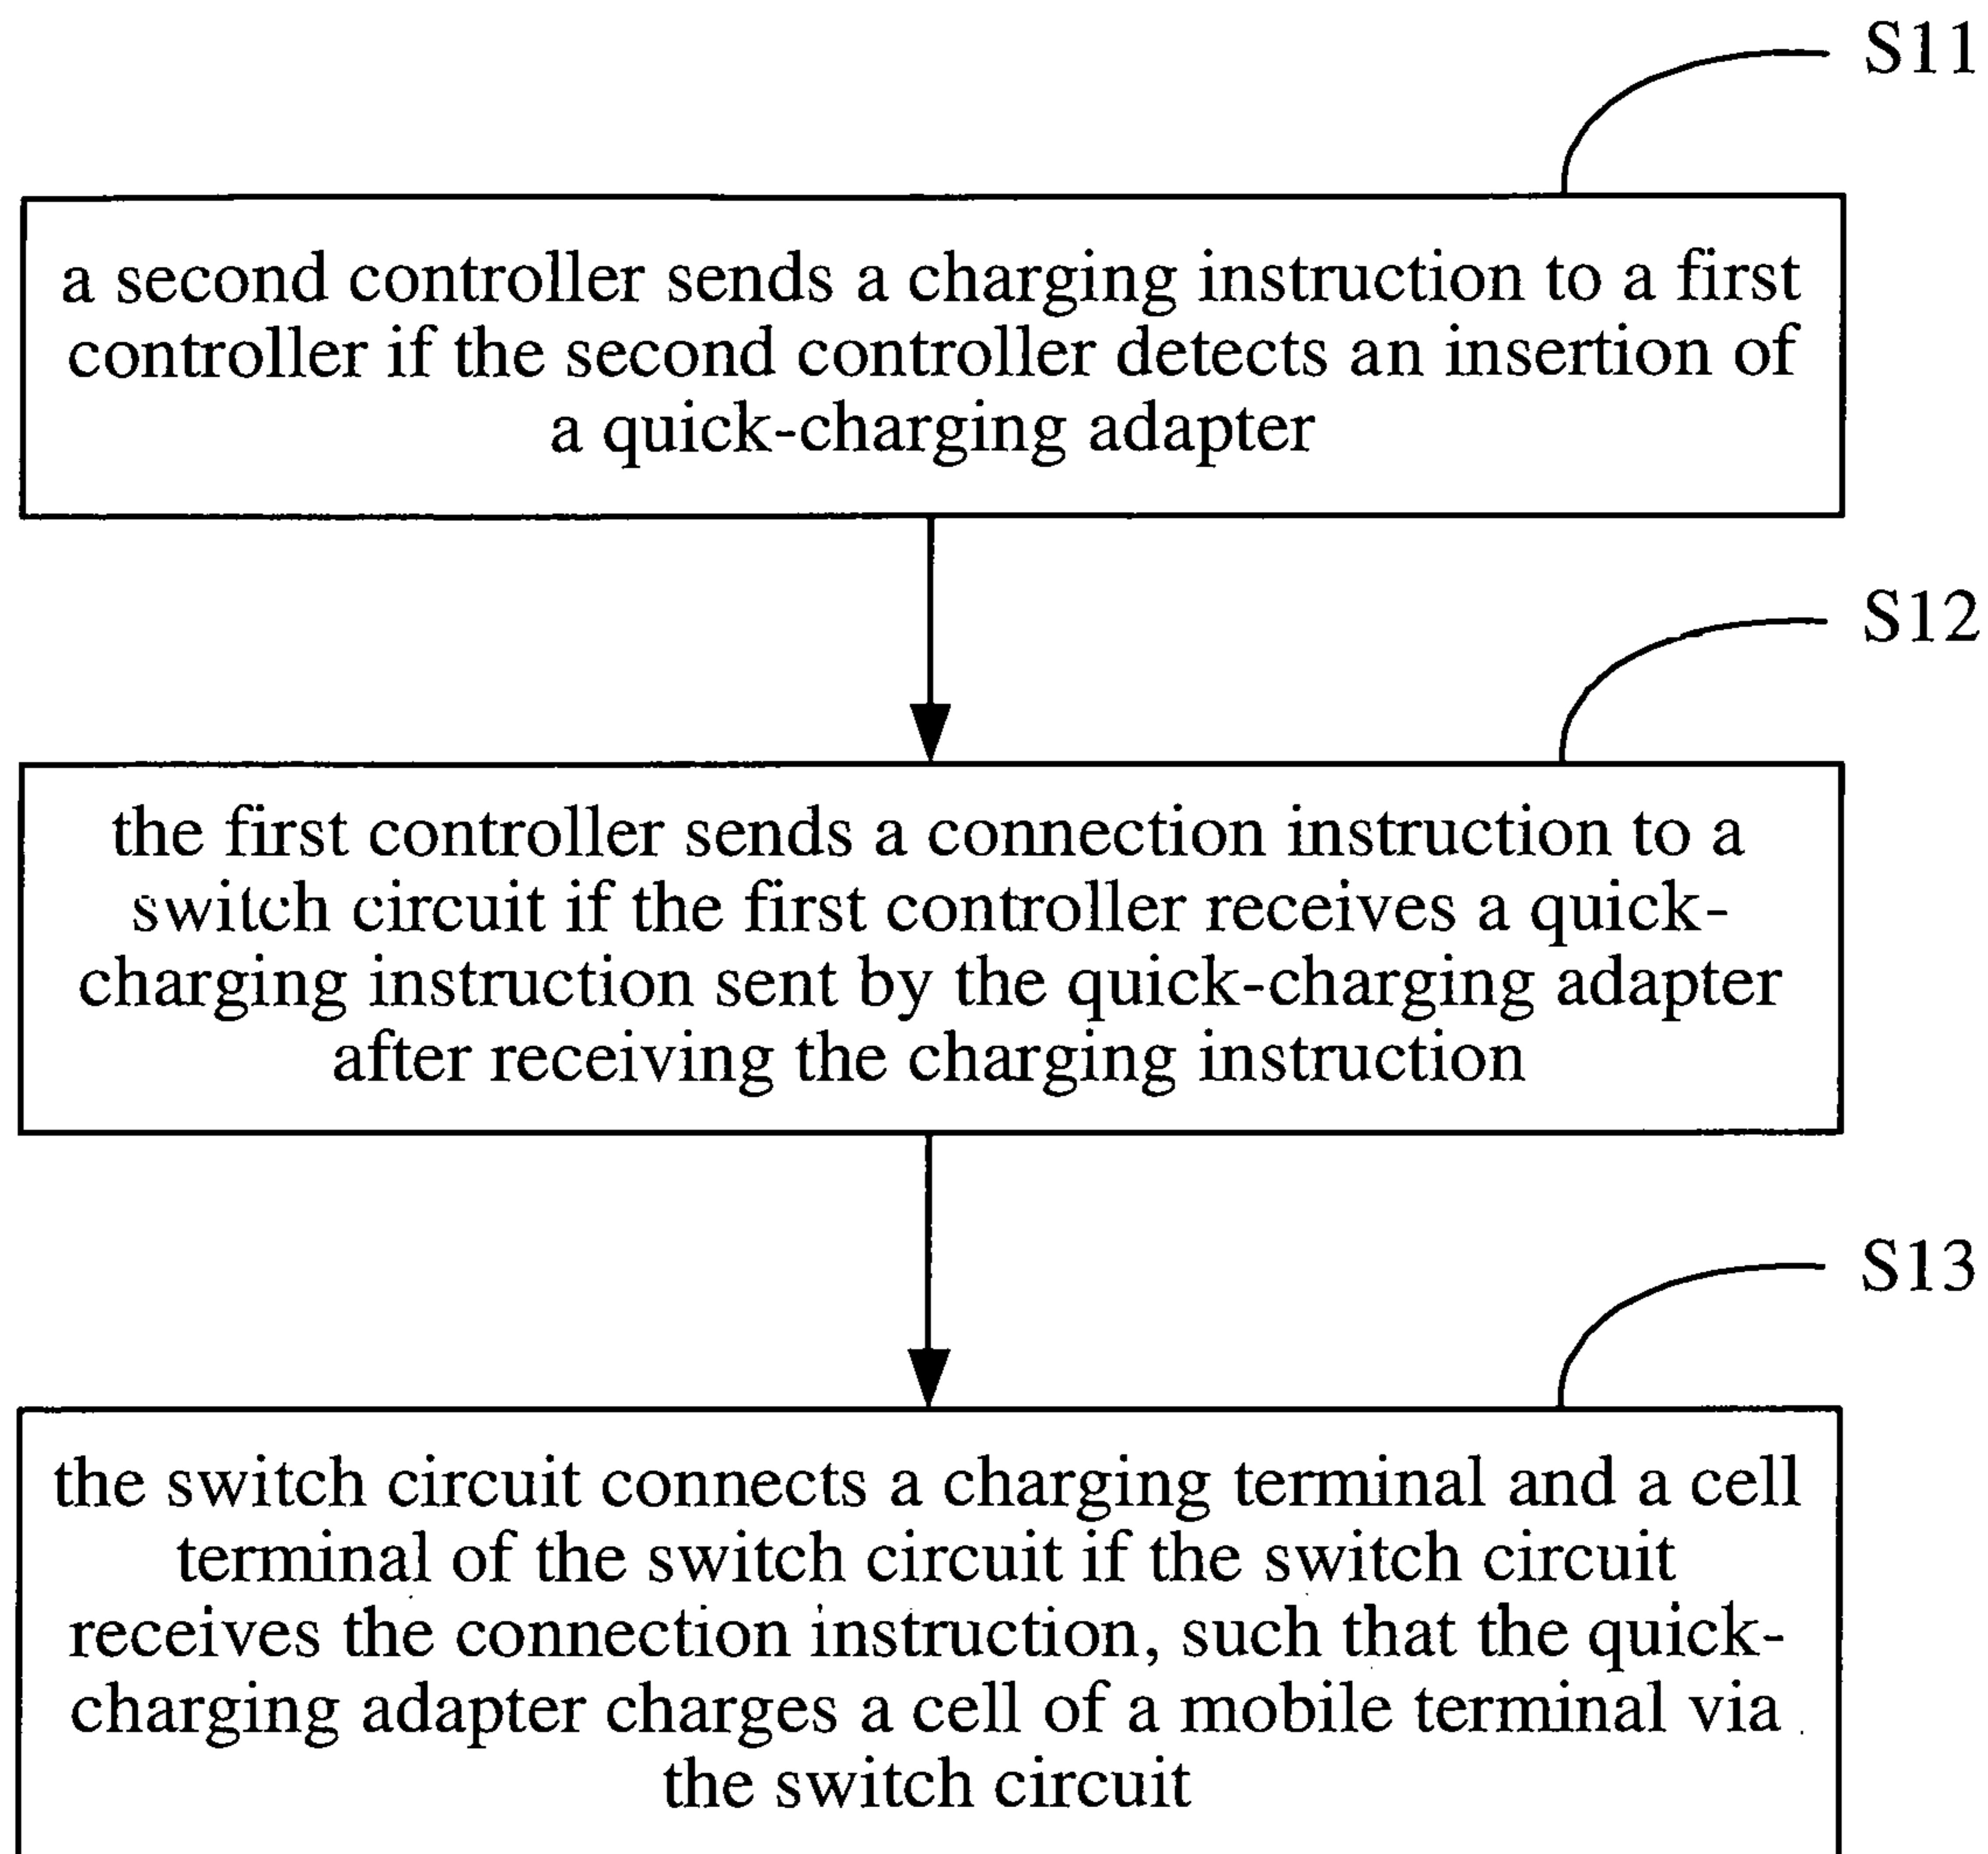 S11
a second controller sends a charging instruction to a first
controller if the second controller detects an insertion of
a quick-charging adapter
S12
the first controller sends a connection instruction to a
switch circuit if the first controller receives a quick-
charging instruction sent by the quick-charging adapter
after receiving the charging instruction
S13
the switch circuit connects a charging terminal and a cell
terminal of the switch circuit if the switch circuit
receives the connection instruction, such that the quick-
charging adapter charges a cell of a mobile terminal via
the switch circuit